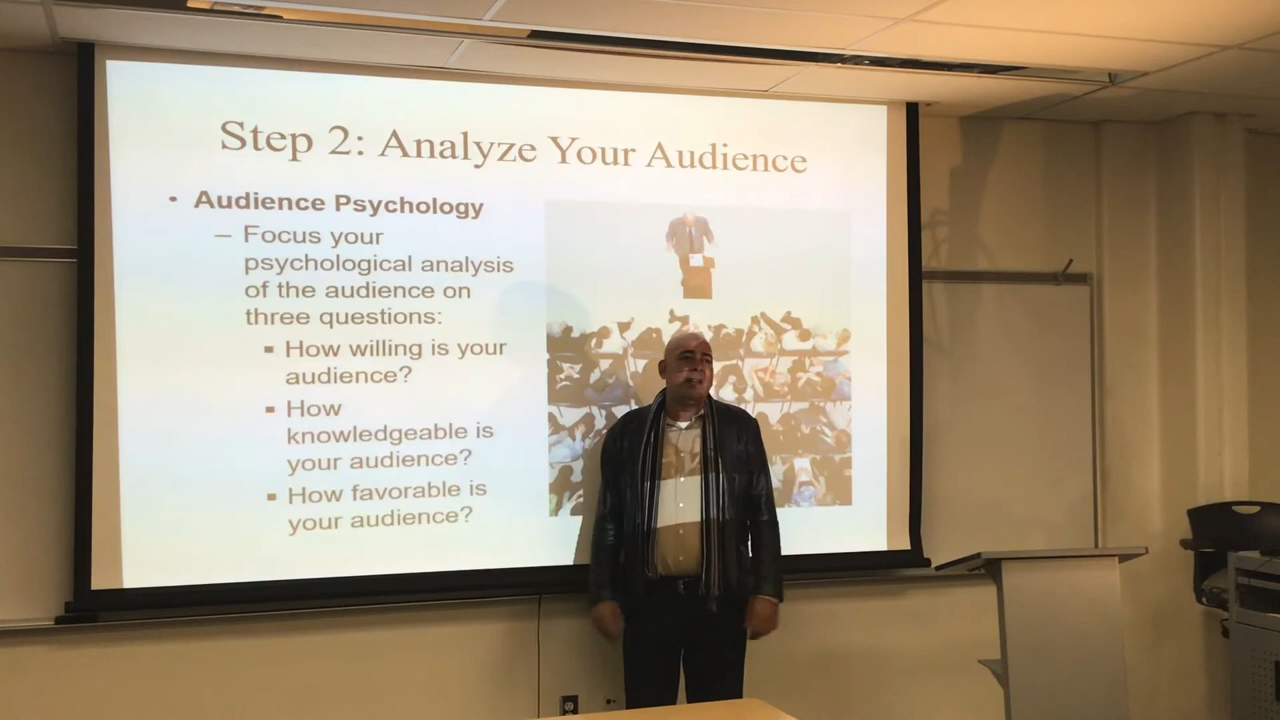 Step 2: Analyze Your Audience
• Audience Psychology
– Focus your
psychological analysis
of the audience on
three questions:
▪ How willing is your
audience?
▪ How
knowledgeable is
your audience?
▪ How favorable is
your audience?